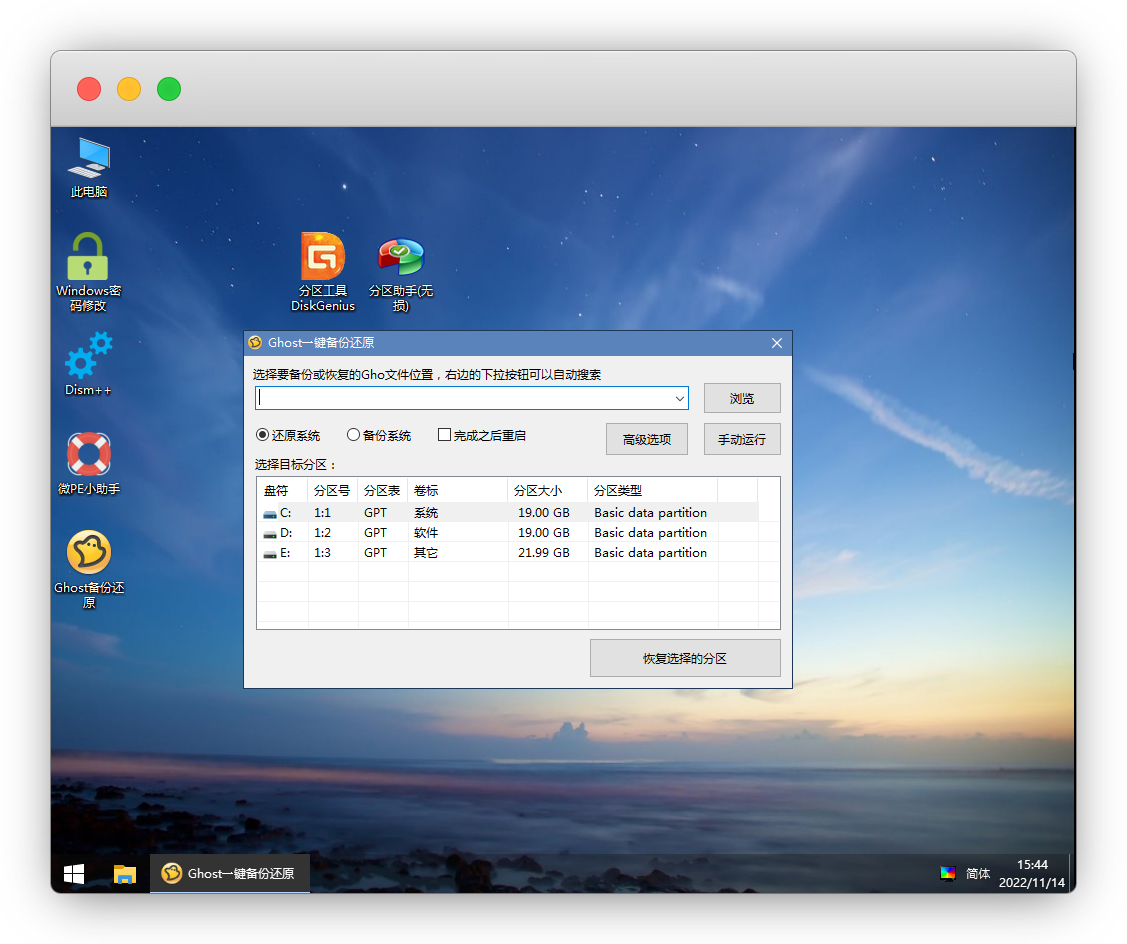 此电脑
Windows密
码修改
分区工具
DiskGenius
分区助手(无
损)
Dism++
微PE小助手
Ghost备份还
原
Ghost一键备份还原
选择要备份或恢复的Gho文件位置，右边的下拉按钮可以自动搜索
浏览
还原系统 备份系统 完成之后重启 高级选项 手动运行
选择目标分区：
盘符 分区号 分区表 卷标 分区大小 分区类型
C: 1:1 GPT 系统 19.00 GB Basic data partition
D: 1:2 GPT 软件 19.00 GB Basic data partition
E: 1:3 GPT 其它 21.99 GB Basic data partition
恢复选择的分区
Ghost一键备份还原
简体
15:44
2022/11/14